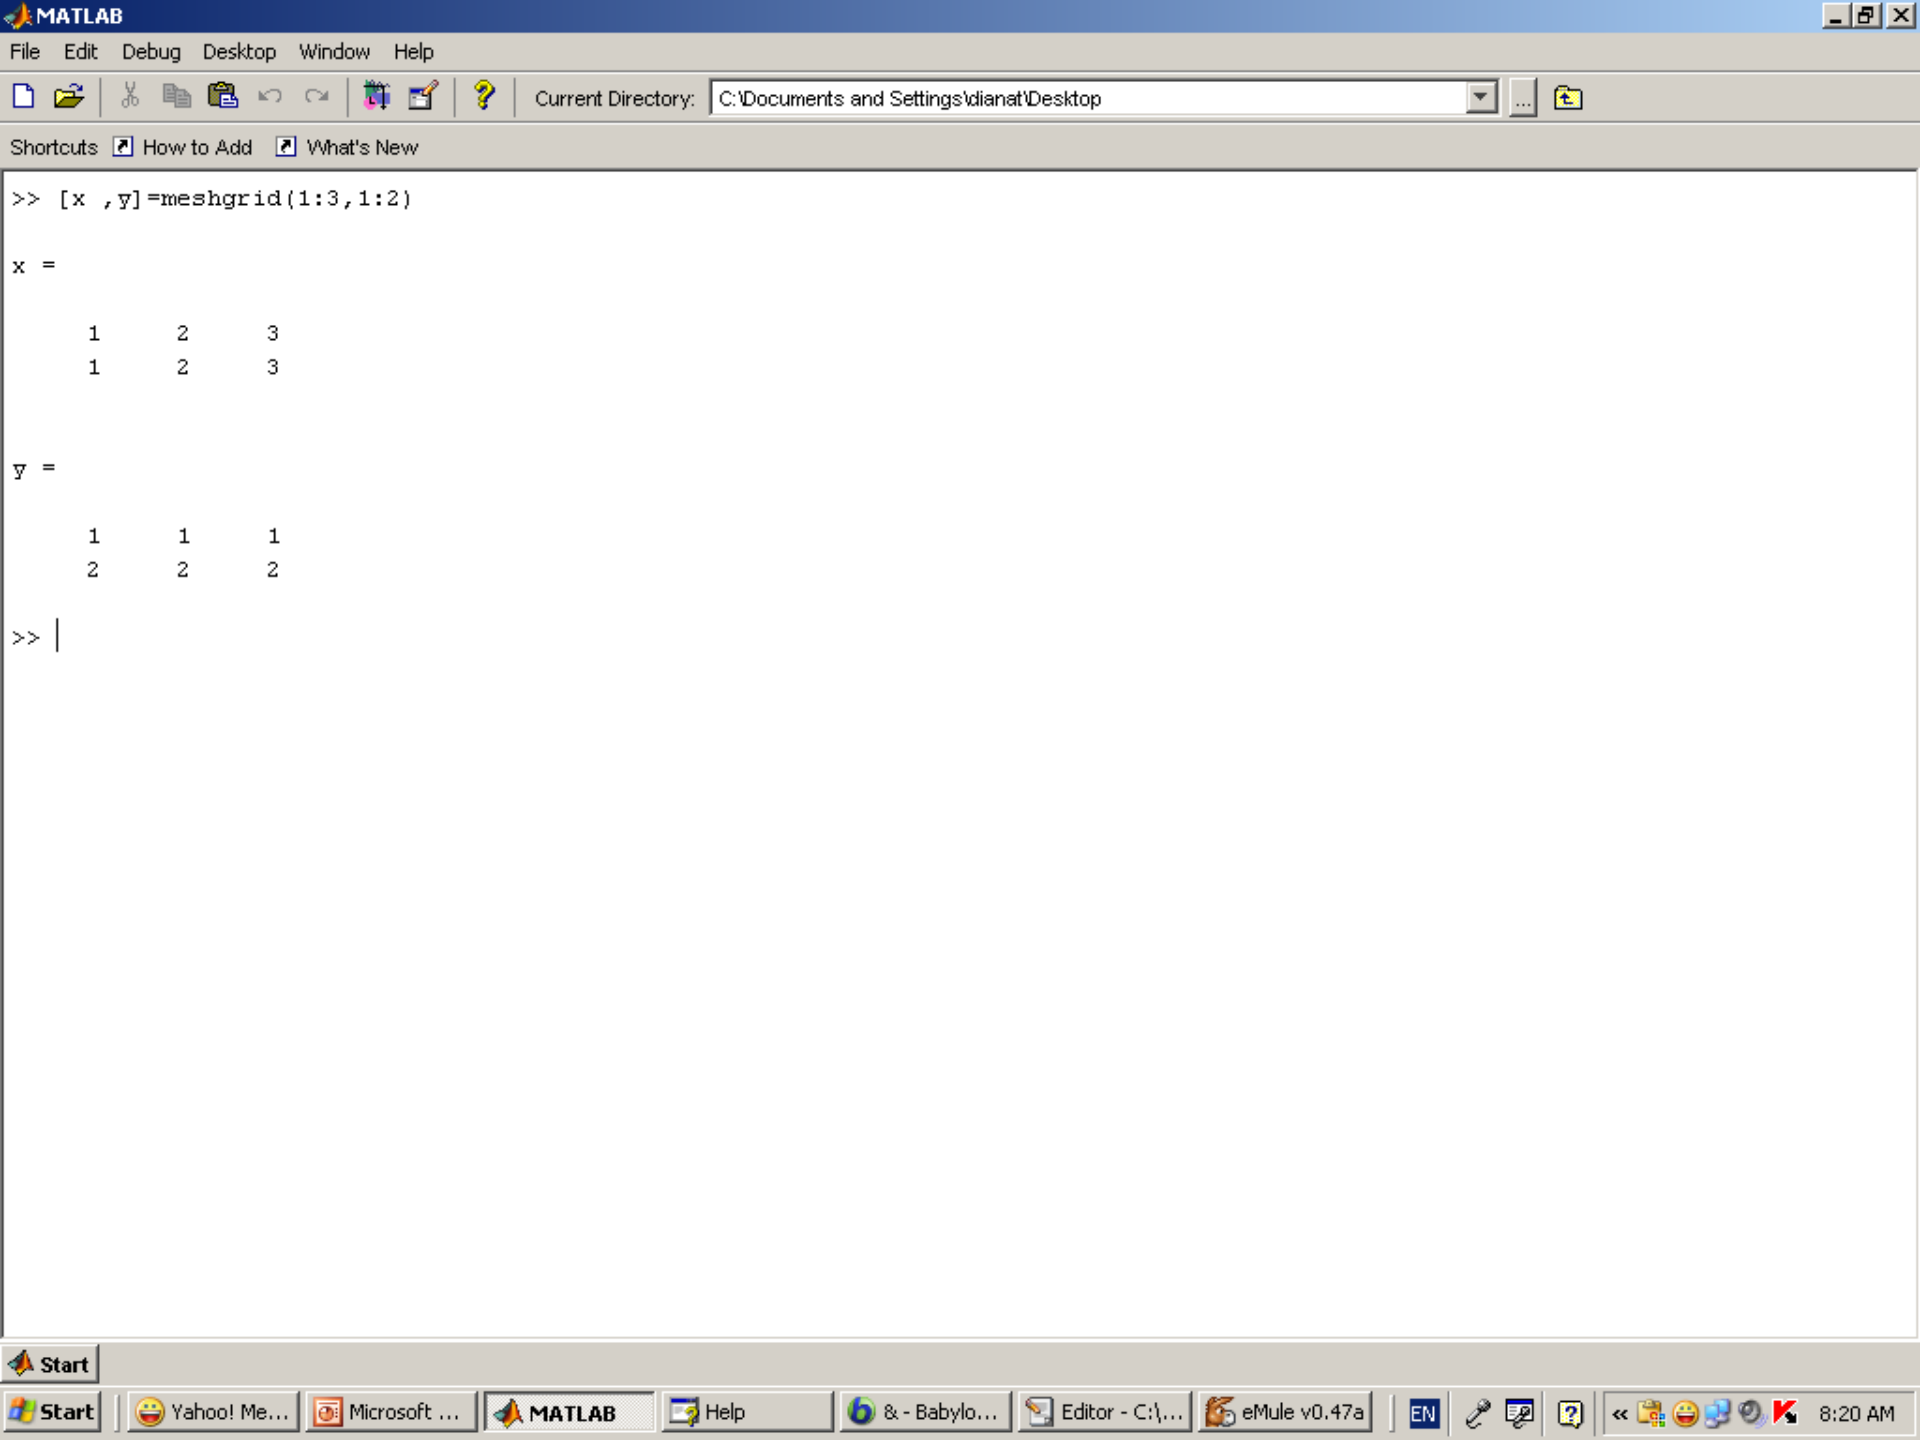 MATLAB
File Edit Debug Desktop Window Help
Current Directory: C:\Documents and Settings\dianat\Desktop ...
Shortcuts How to Add What's New
>> [x ,y]=meshgrid(1:3,1:2)
x =
1 2 3
1 2 3
y =
1 1 1
2 2 2
>>
Start
Start Yahoo! Me... Microsoft ... MATLAB Help & - Babylo... Editor - C:\... eMule v0.47a EN « 8:20 AM